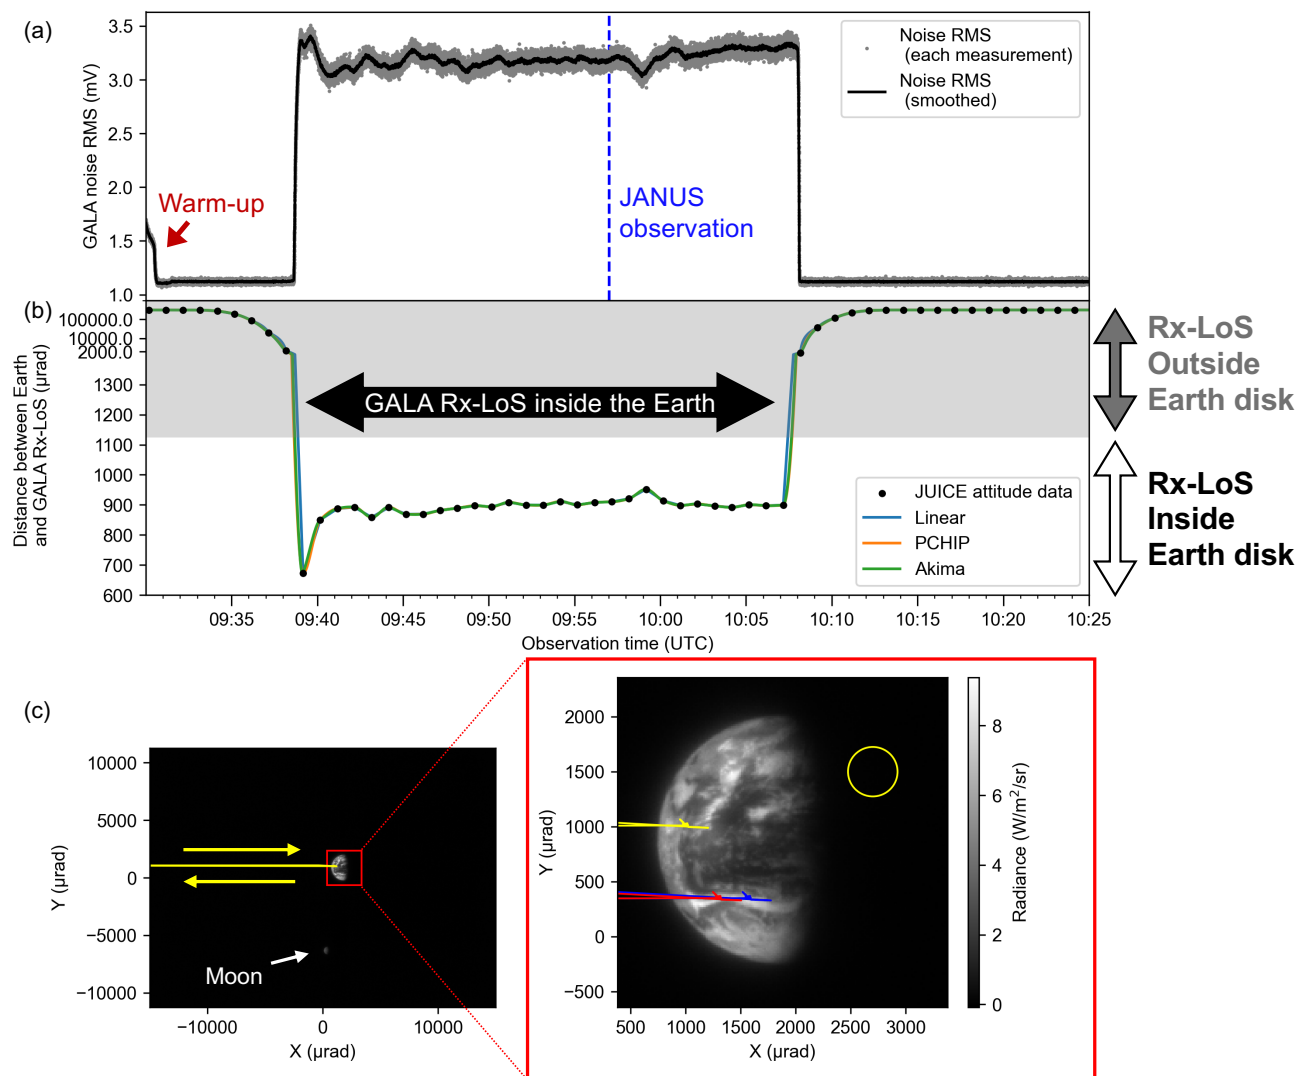 (a)
3.5
3.0
2.5
2.0
1.5
1.0
GALA noise RMS (mV)
Noise RMS
(each measurement)
Noise RMS
(smoothed)
Warm-up
JANUS
observation
(b)
100000.0
10000.0
2000.0
1300
1200
1100
1000
900
800
700
600
Distance between Earth
and GALA Rx-LoS (μrad)
GALA Rx-LoS inside the Earth
JUICE attitude data
Linear
PCHIP
Akima
Rx-LoS
Outside
Earth disk
Rx-LoS
Inside
Earth disk
09:35
09:40
09:45
09:50
09:55
10:00
10:05
10:10
10:15
10:20
10:25
Observation time (UTC)
(c)
10000
5000
0
−5000
−10000
Y (μrad)
Moon
−10000
0
10000
X (μrad)
2000
1500
1000
500
0
−500
Y (μrad)
500
1000
1500
2000
2500
3000
X (μrad)
8
6
4
2
0
Radiance (W/m²/sr)